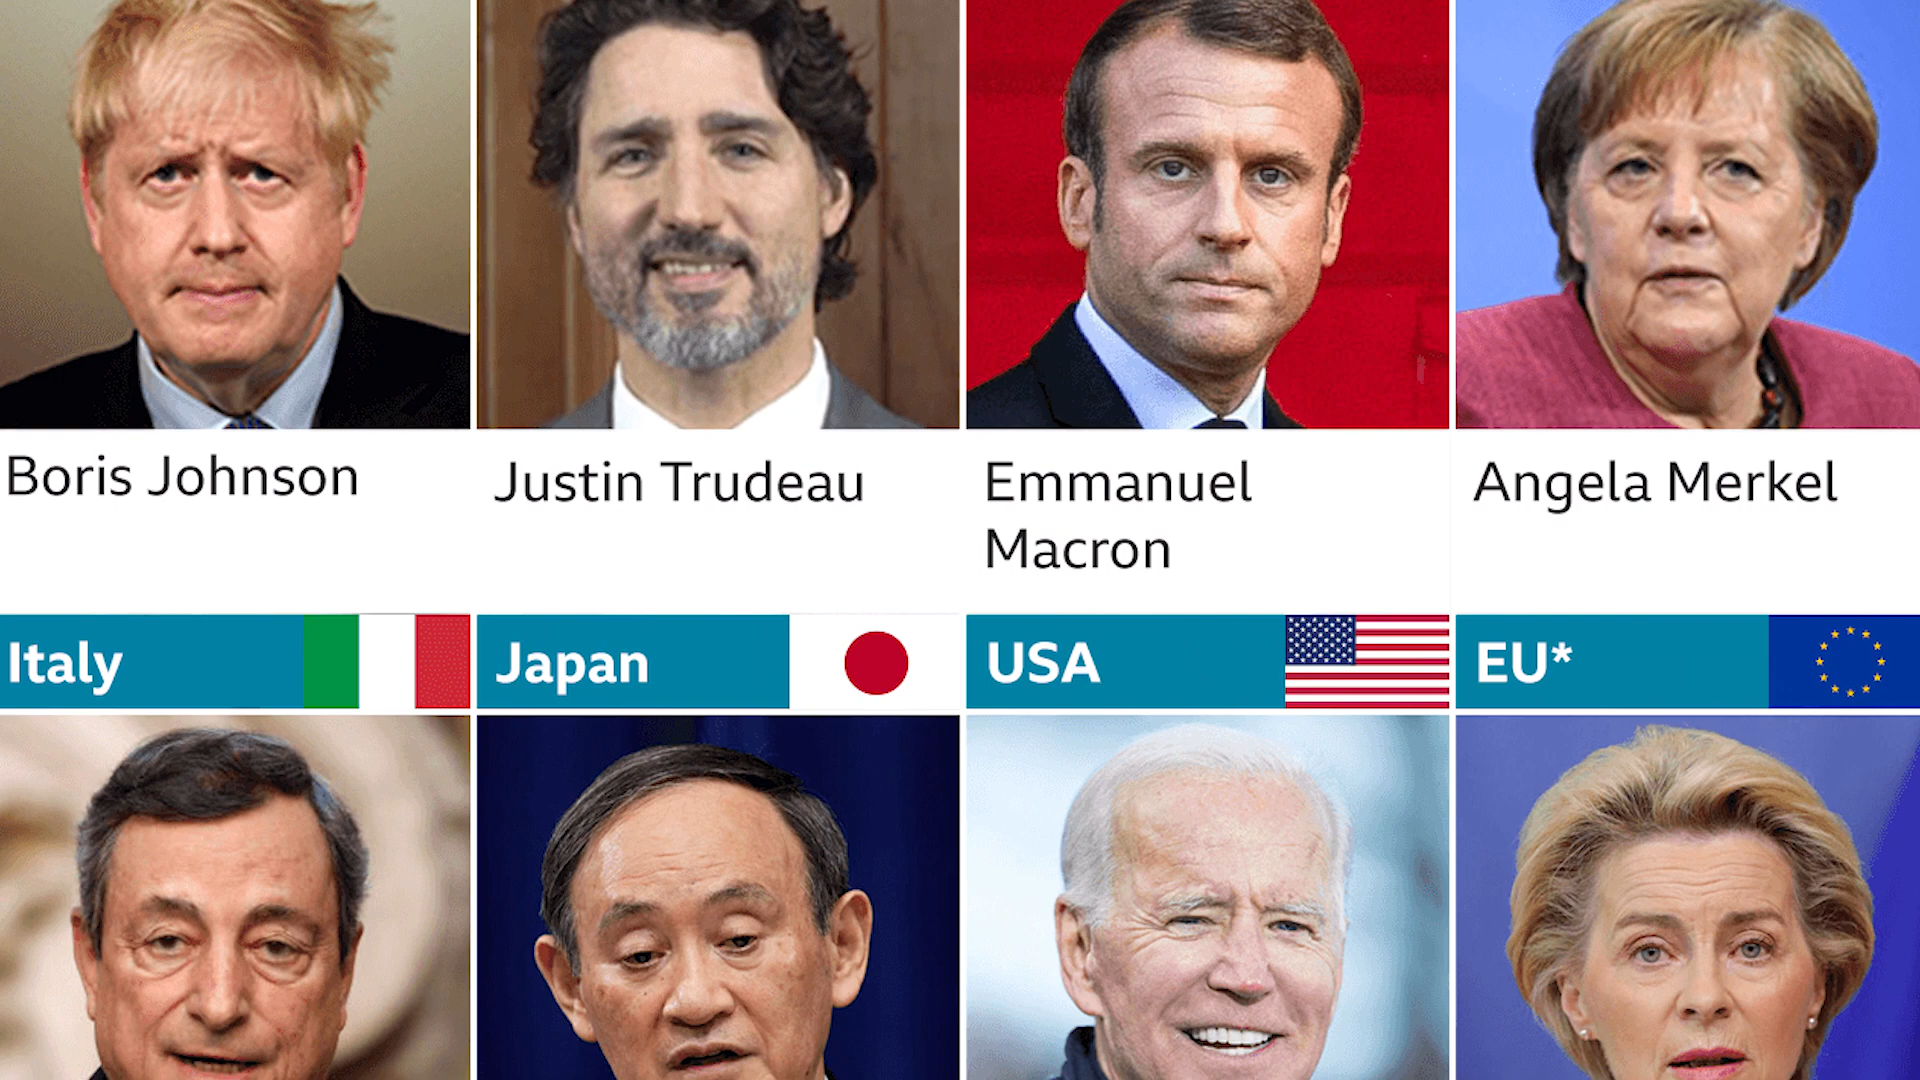 Boris Johnson
Justin Trudeau
Emmanuel
Macron
Angela Merkel
Italy
Japan
USA
EU*